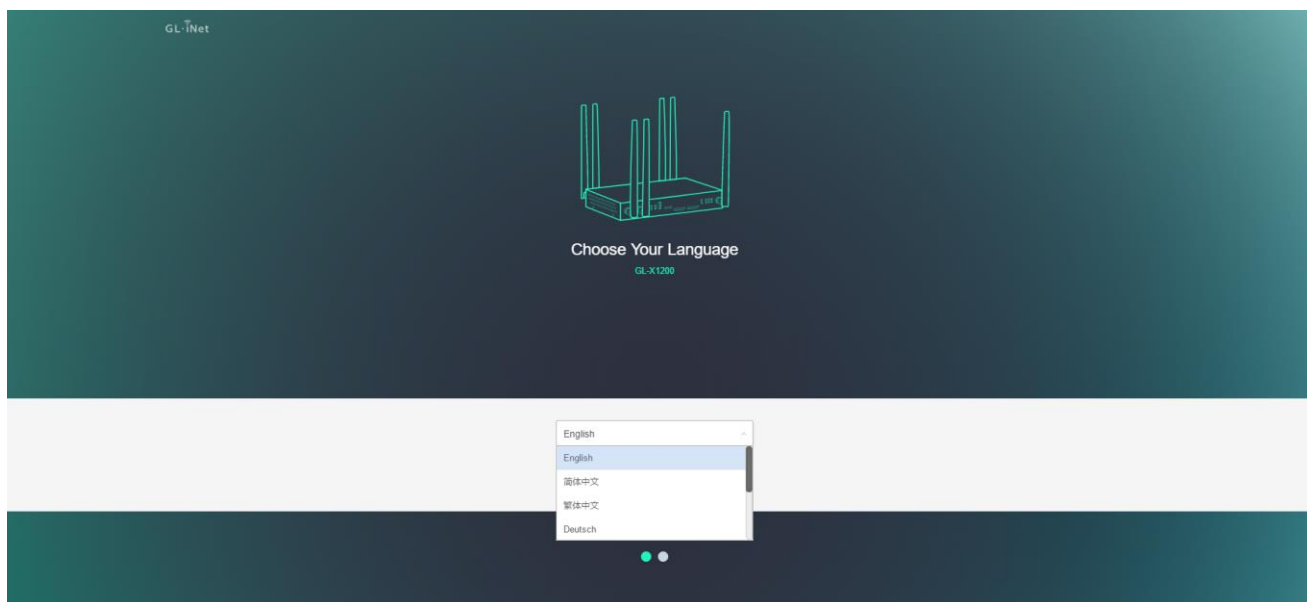 GL·iNet
Choose Your Language
GL-X1200
English
English
简体中文
繁体中文
Deutsch